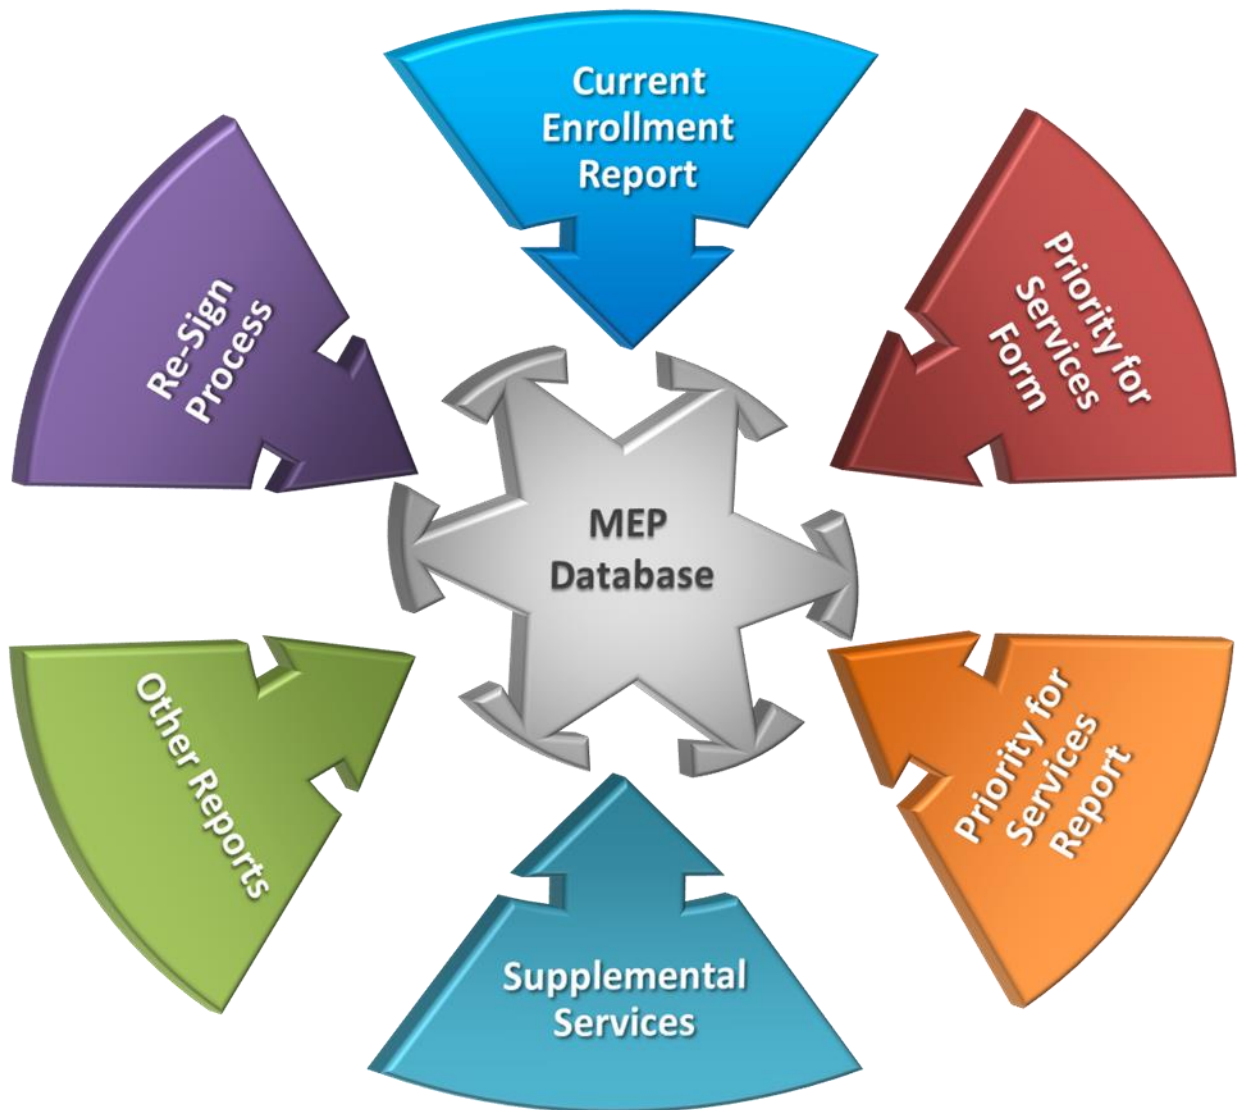 Current
Enrollment
Report
Priority for
Services
Form
Priority for
Services
Report
Supplemental
Services
Other Reports
Re-Sign
Process
MEP
Database